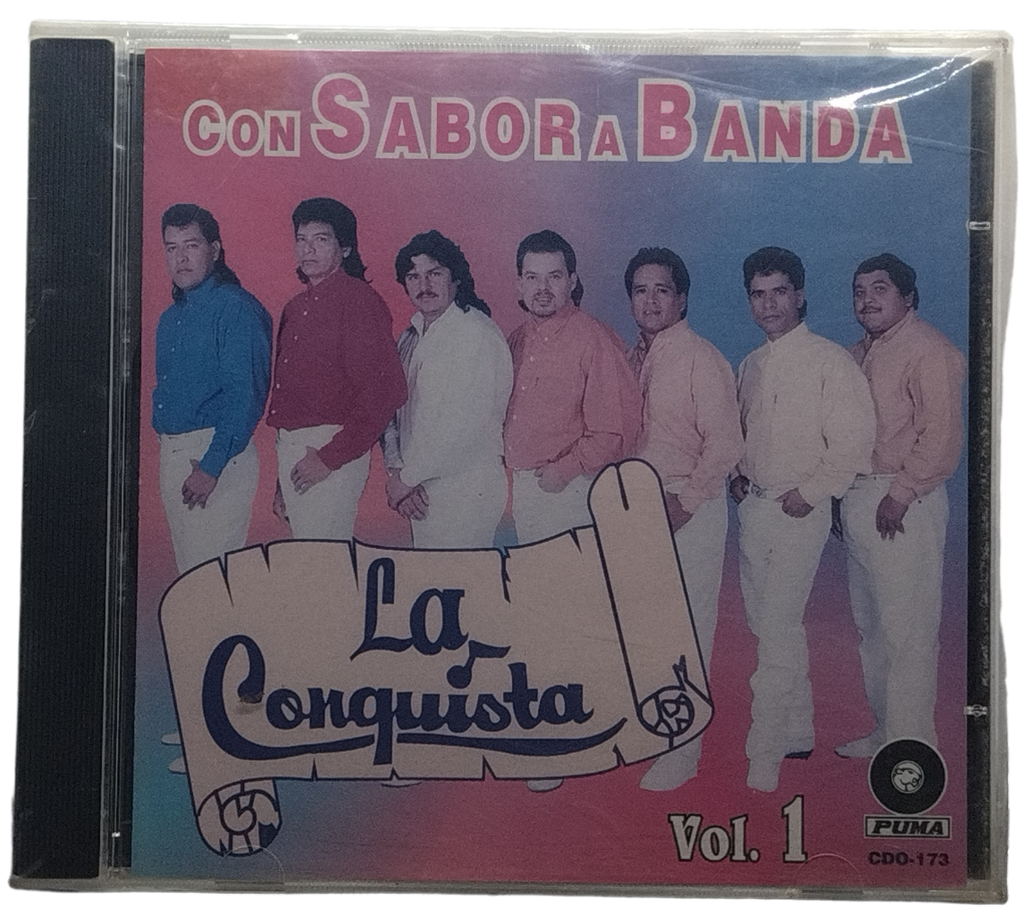 CON SABOR A BANDA
La
Conquista
Vol. 1
PUMA
CDO-173